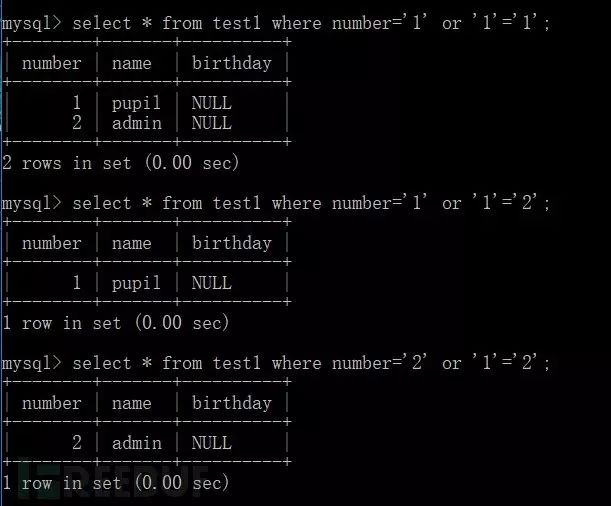 mysql> select * from test1 where number='1' or '1'='1';
+--------+-------+----------+
| number | name  | birthday |
+--------+-------+----------+
|      1 | pupil | NULL     |
|      2 | admin | NULL     |
+--------+-------+----------+
2 rows in set (0.00 sec)
mysql> select * from test1 where number='1' or '1'='2';
+--------+-------+----------+
| number | name  | birthday |
+--------+-------+----------+
|      1 | pupil | NULL     |
+--------+-------+----------+
1 row in set (0.00 sec)
mysql> select * from test1 where number='2' or '1'='2';
+--------+-------+----------+
| number | name  | birthday |
+--------+-------+----------+
|      2 | admin | NULL     |
+--------+-------+----------+
1 row in set (0.00 sec)
FREEBUF